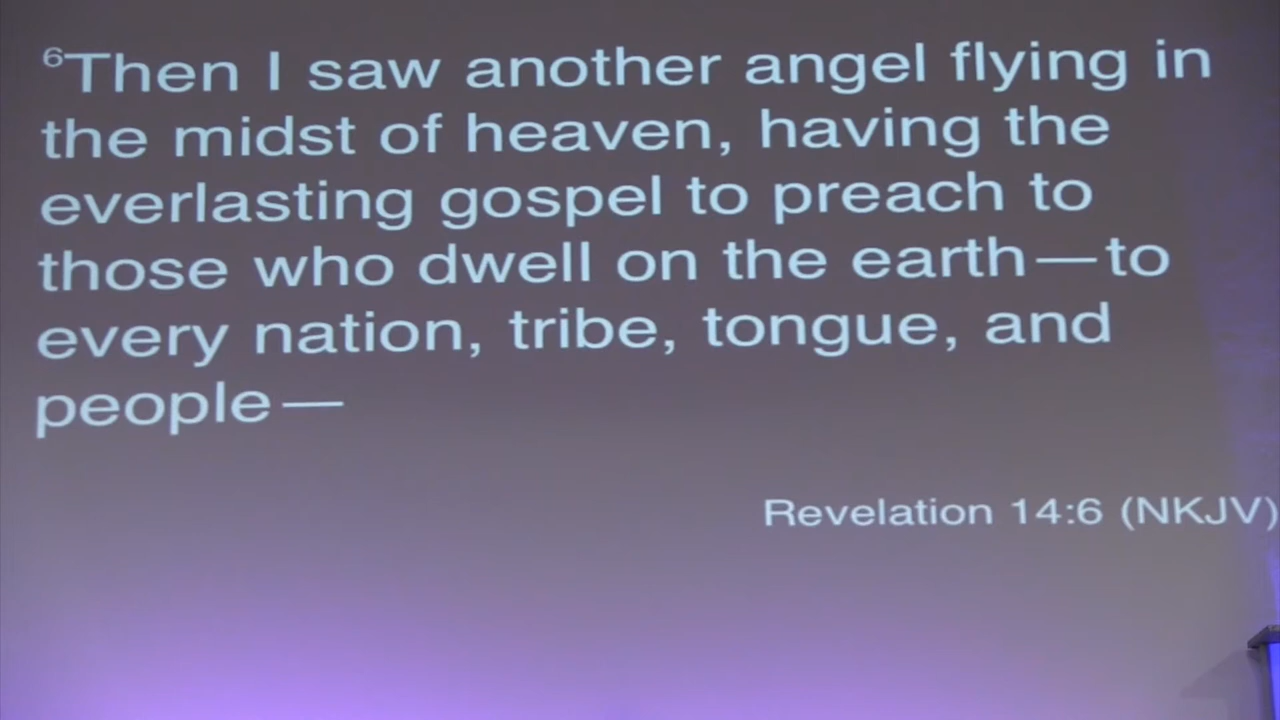 ⁶Then I saw another angel flying in
the midst of heaven, having the
everlasting gospel to preach to
those who dwell on the earth—to
every nation, tribe, tongue, and
people—
Revelation 14:6 (NKJV)